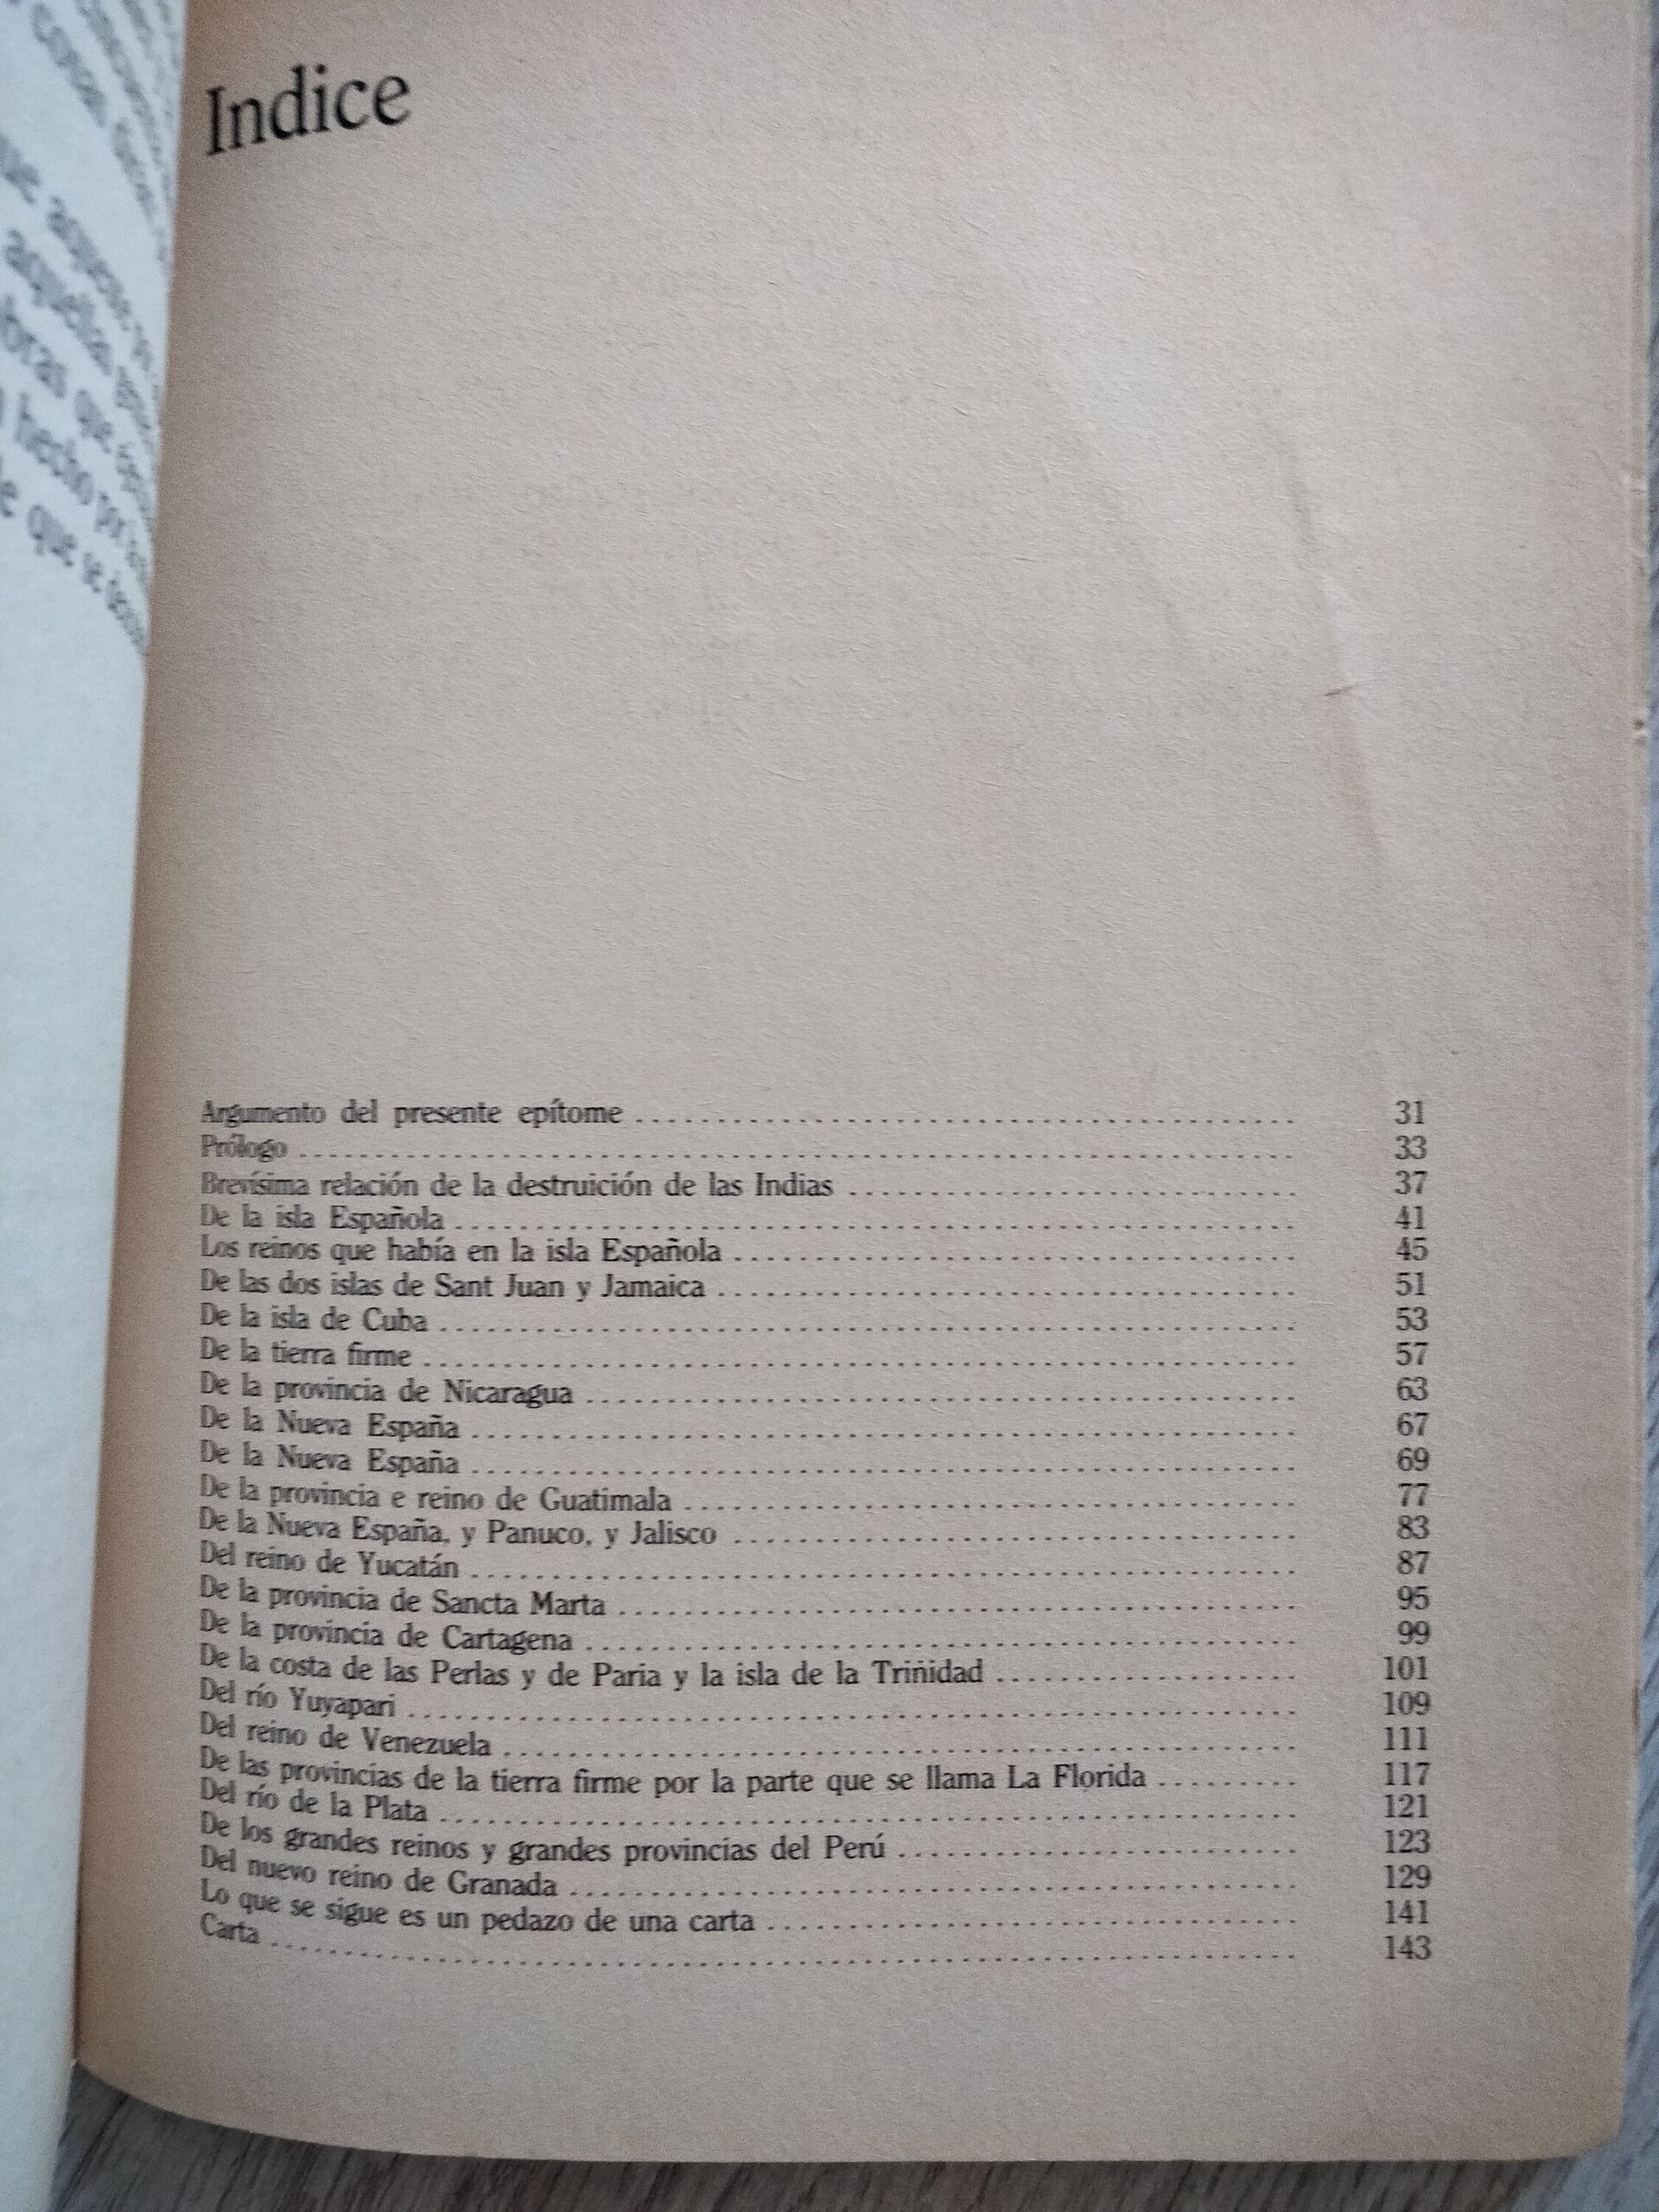 Indice
Argumento del presente epítome ........ 31
Prólogo ........ 33
Brevísima relación de la destruición de las Indias ........ 37
De la isla Española ........ 41
Los reinos que había en la isla Española ........ 45
De las dos islas de Sant Juan y Jamaica ........ 51
De la isla de Cuba ........ 53
De la tierra firme ........ 57
De la provincia de Nicaragua ........ 63
De la Nueva España ........ 67
De la Nueva España ........ 69
De la provincia e reino de Guatimala ........ 77
De la Nueva España, y Panuco, y Jalisco ........ 83
Del reino de Yucatán ........ 87
De la provincia de Sancta Marta ........ 95
De la provincia de Cartagena ........ 99
De la costa de las Perlas y de Paria y la isla de la Trinidad ........ 101
Del río Yuyapari ........ 109
Del reino de Venezuela ........ 111
De las provincias de la tierra firme por la parte que se llama La Florida ........ 117
Del río de la Plata ........ 121
De los grandes reinos y grandes provincias del Perú ........ 123
Del nuevo reino de Granada ........ 129
Lo que se sigue es un pedazo de una carta ........ 141
Carta ........ 143